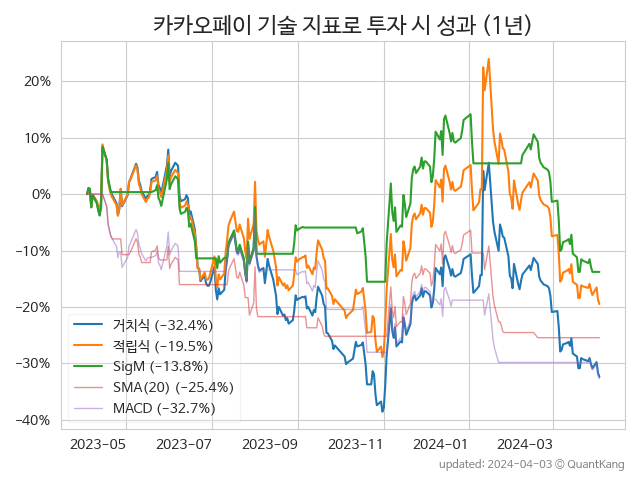 카카오페이 기술 지표로 투자 시 성과 (1년)
20%
10%
0%
−10%
−20%
−30%
−40%
거치식 (−32.4%)
적립식 (−19.5%)
SigM (−13.8%)
SMA(20) (−25.4%)
MACD (−32.7%)
2023−05
2023−07
2023−09
2023−11
2024−01
2024−03
updated: 2024−04−03 ⓒ QuantKang